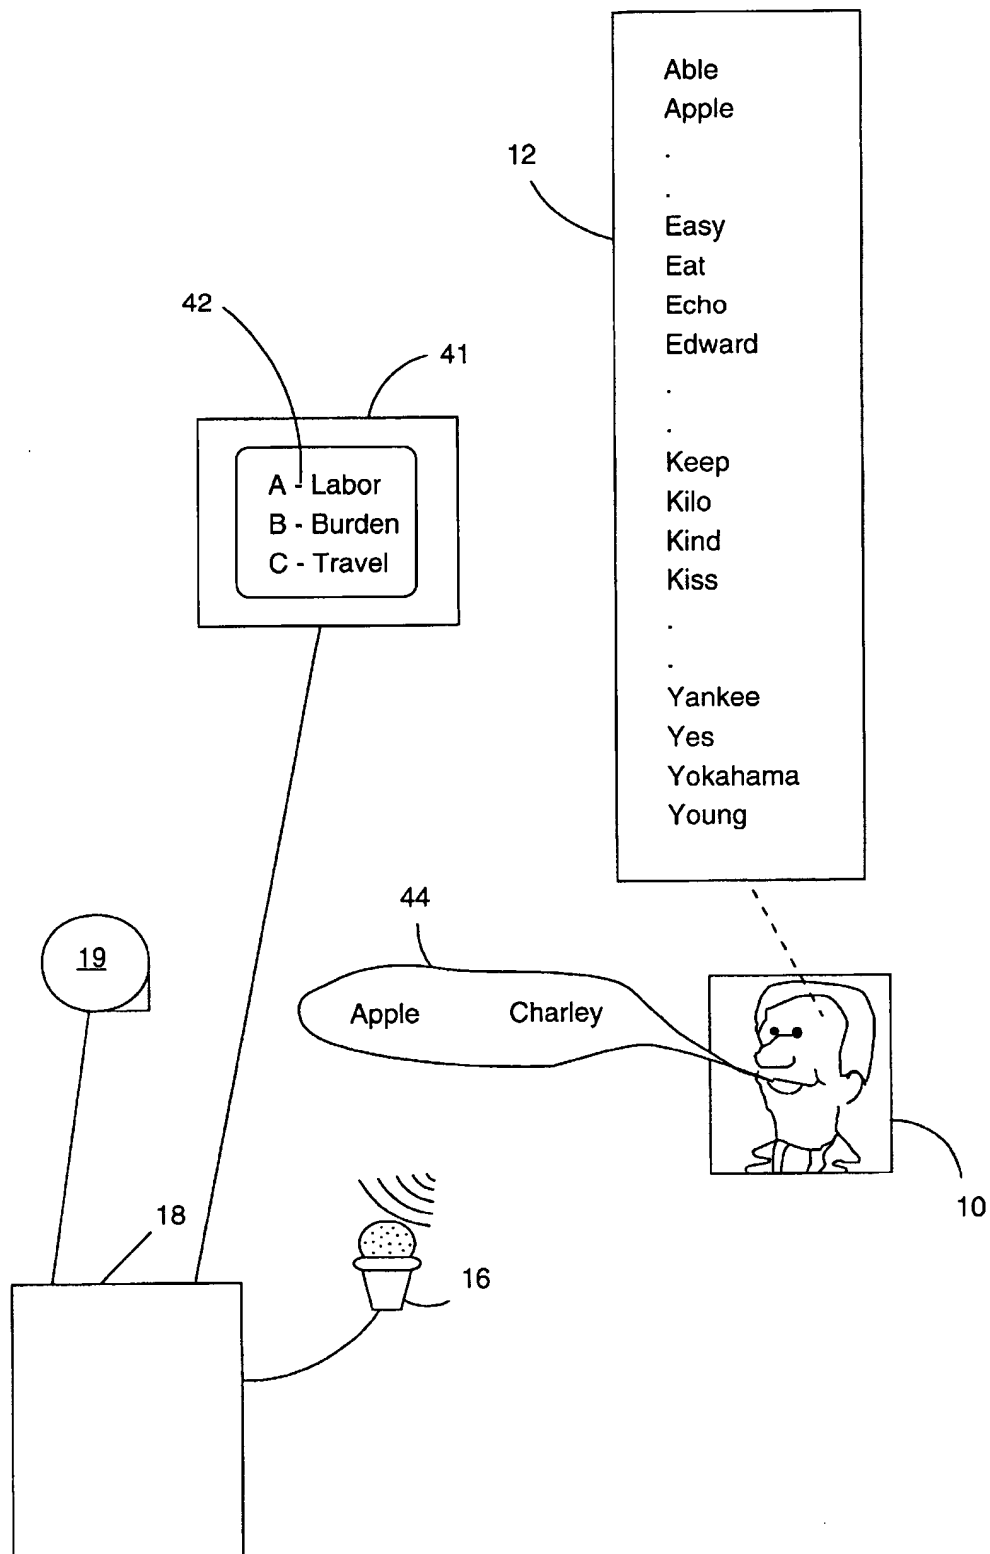 Able
Apple
.
.
Easy
Eat
Echo
Edward
.
.
Keep
Kilo
Kind
Kiss
.
.
Yankee
Yes
Yokahama
Young
12
42
41
A - Labor
B - Burden
C - Travel
44
19
Apple Charley
10
18
16